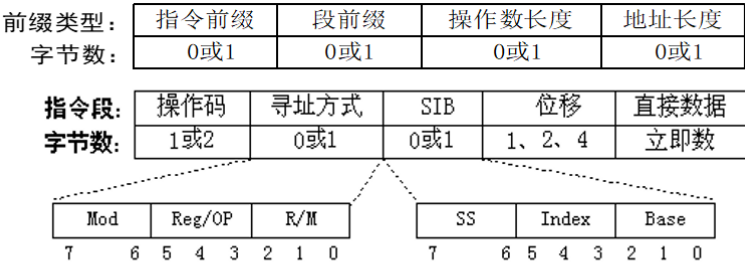 前缀类型: 指令前缀 段前缀 操作数长度 地址长度
字节数: 0或1 0或1 0或1 0或1
指令段: 操作码 寻址方式 SIB 位移 直接数据
字节数: 1或2 0或1 0或1 1、2、4 立即数
Mod Reg/OP R/M SS Index Base
7 6 5 4 3 2 1 0 7 6 5 4 3 2 1 0